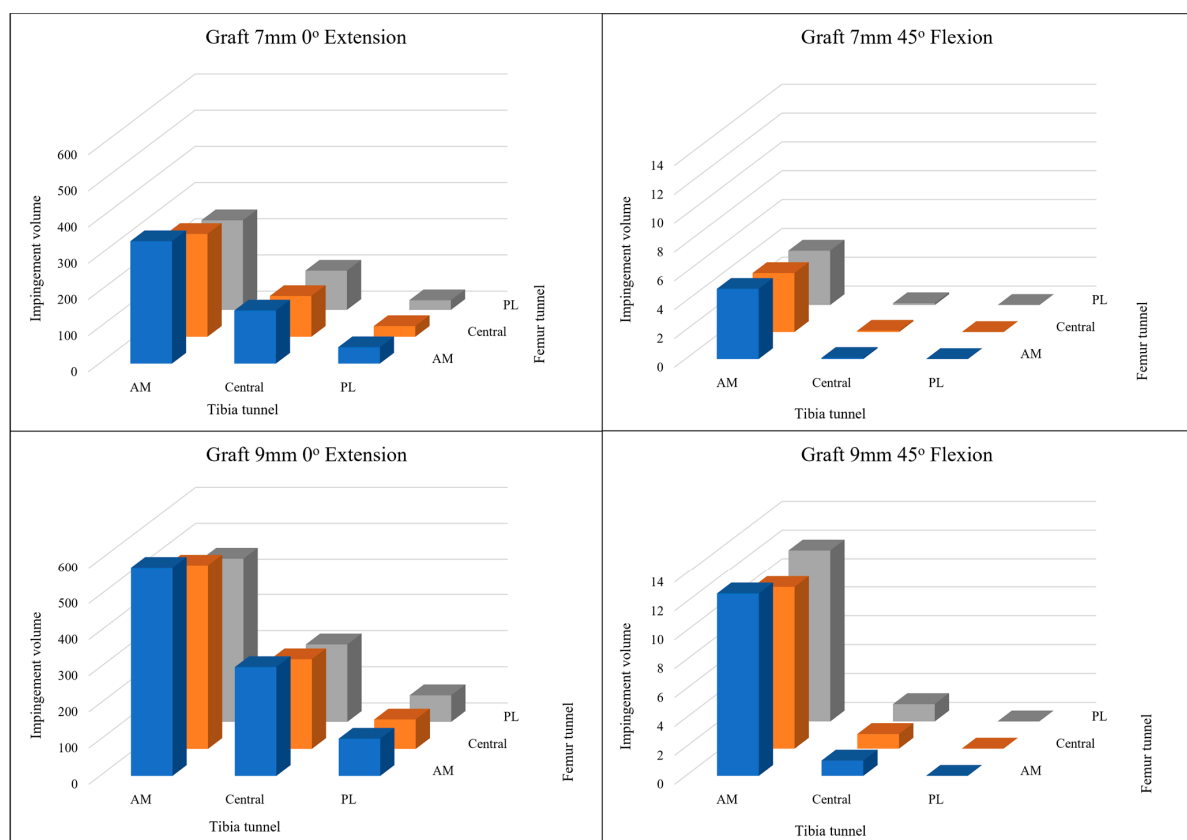 Graft 7mm 0° Extension
Impingement volume
600
500
400
300
200
100
0
AM
Central
PL
Tibia tunnel
AM
Central
PL
Femur tunnel
Graft 7mm 45° Flexion
Impingement volume
14
12
10
8
6
4
2
0
AM
Central
PL
Tibia tunnel
AM
Central
PL
Femur tunnel
Graft 9mm 0° Extension
Impingement volume
600
500
400
300
200
100
0
AM
Central
PL
Tibia tunnel
AM
Central
PL
Femur tunnel
Graft 9mm 45° Flexion
Impingement volume
14
12
10
8
6
4
2
0
AM
Central
PL
Tibia tunnel
AM
Central
PL
Femur tunnel